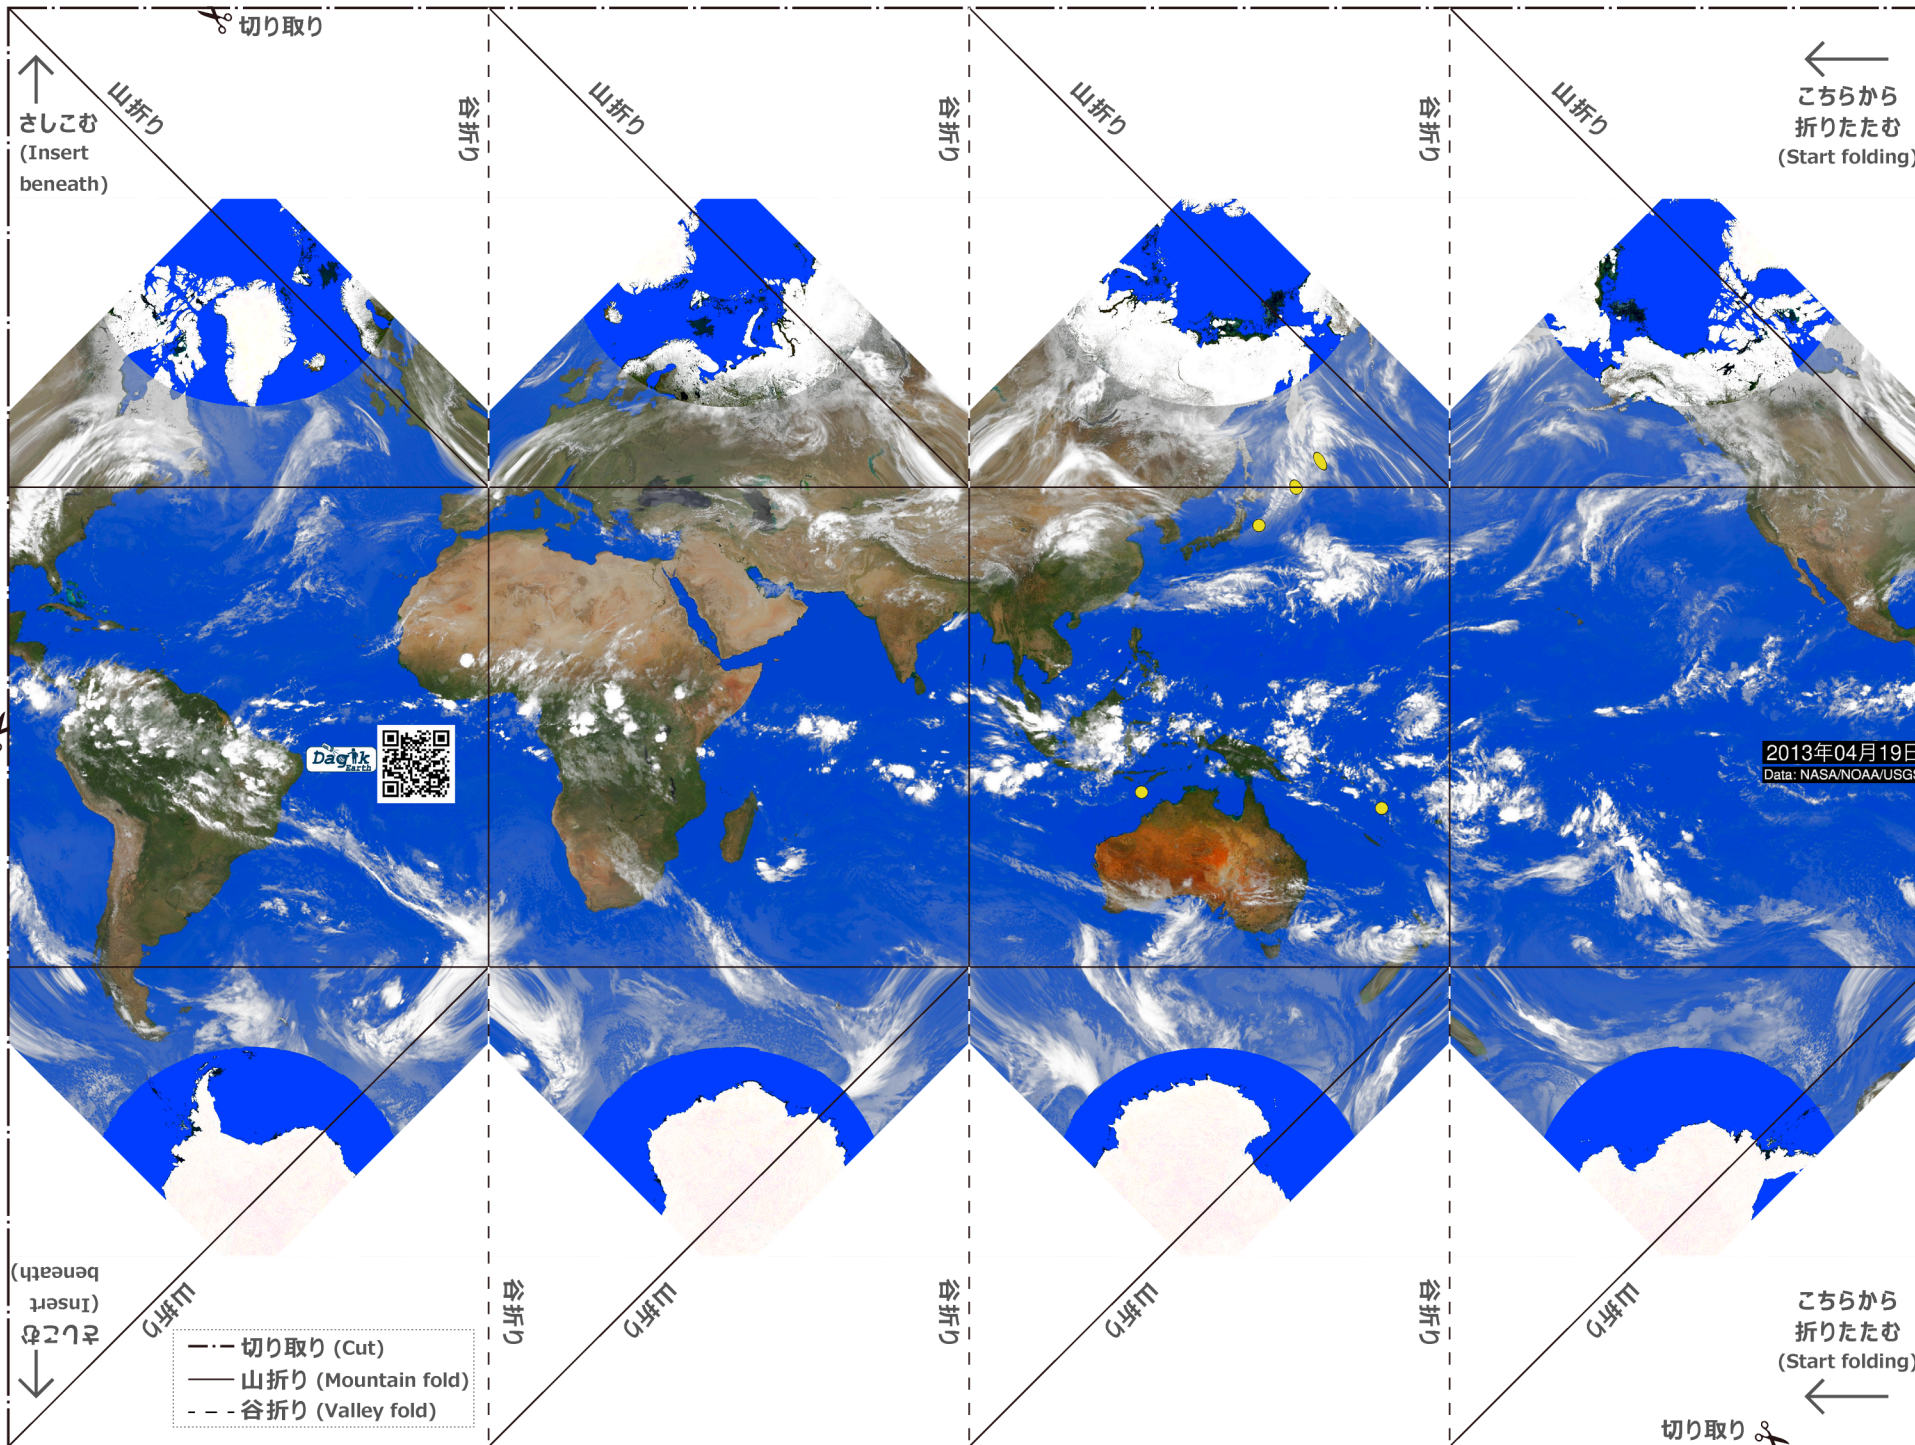 切り取り
山折り
山折り
山折り
山折り
谷折り
谷折り
谷折り
さしこむ
(Insert
beneath)
こちらから
折りたたむ
(Start folding)
Dagik
Earth
2013年04月19日
Data: NASA/NOAA/USGS
さしこむ
(Insert
beneath)
山折り
山折り
山折り
山折り
谷折り
谷折り
谷折り
こちらから
折りたたむ
(Start folding)
切り取り (Cut)
山折り (Mountain fold)
谷折り (Valley fold)
切り取り